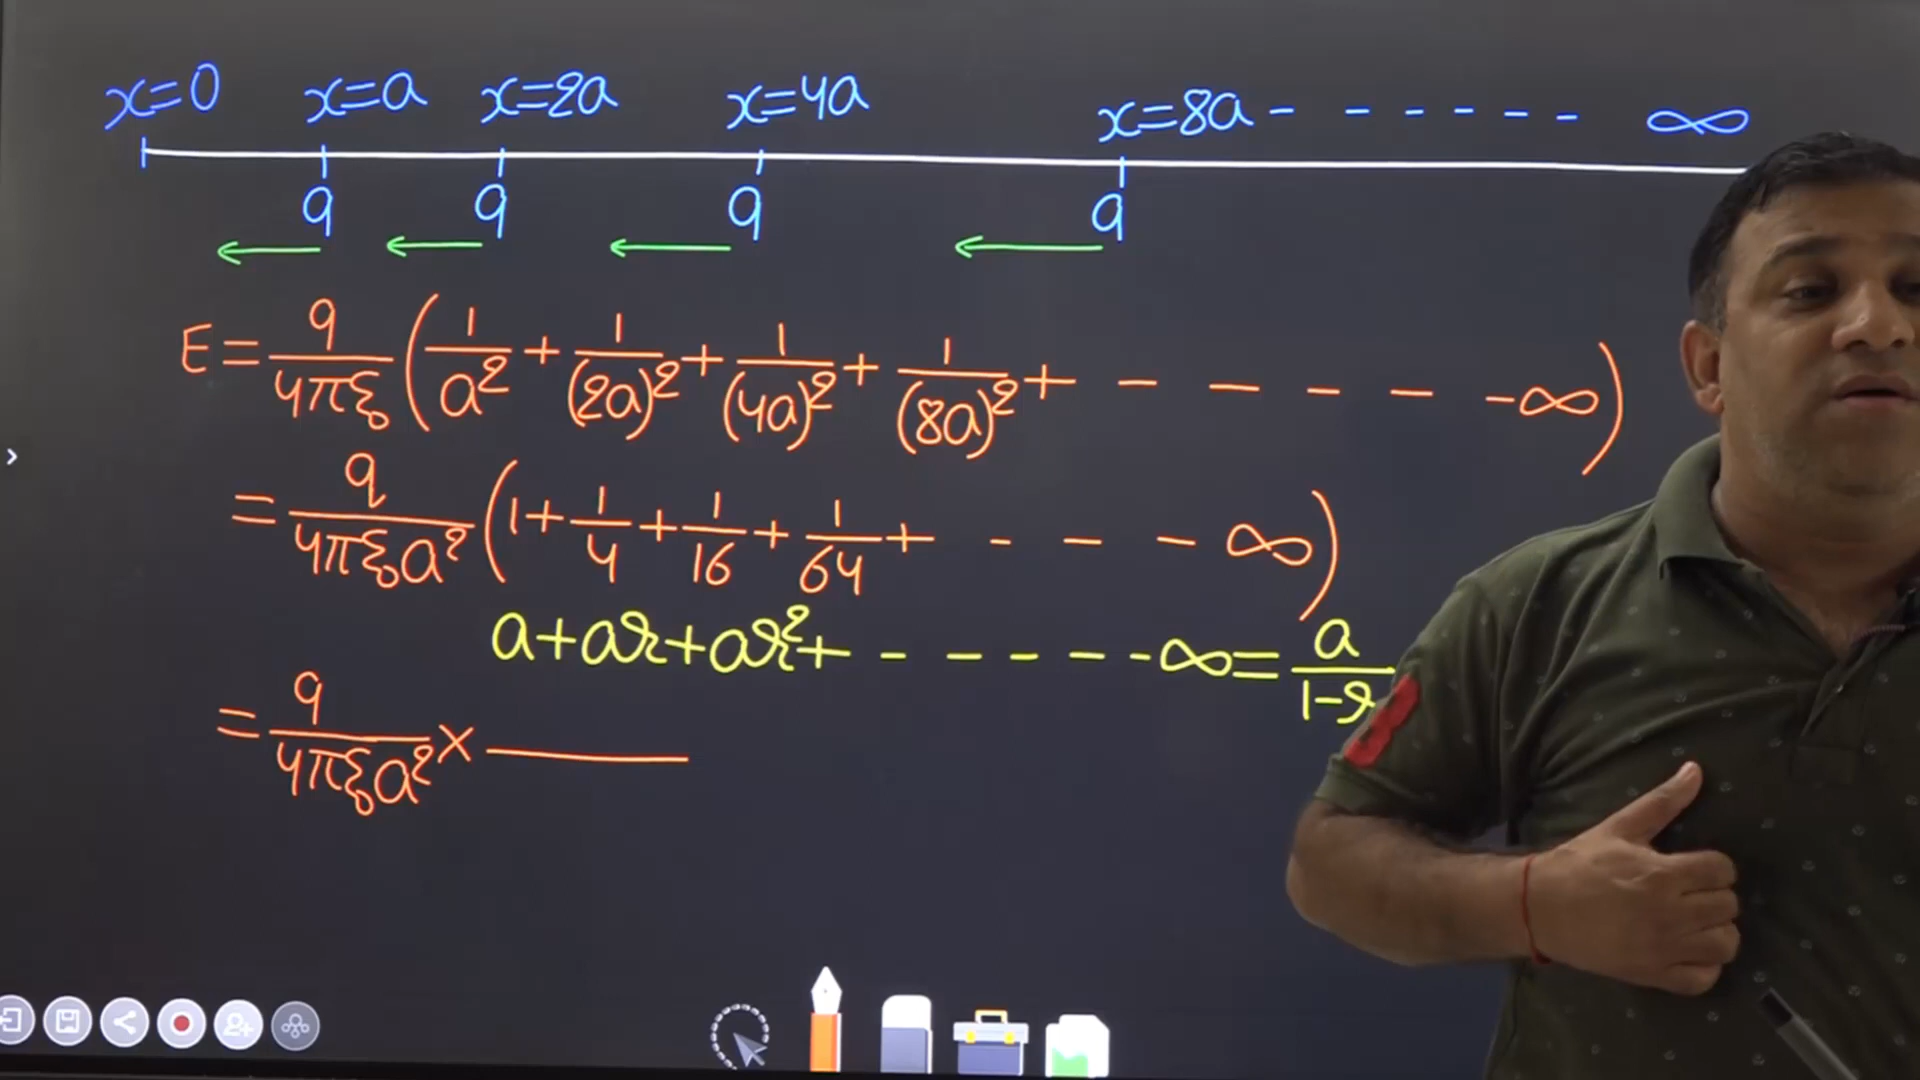 x=0 x=a x=2a x=4a x=8a - - - - - - ∞
q q q q
E = q/4πε₀ ( 1/a² + 1/(2a)² + 1/(4a)² + 1/(8a)² + - - - - - - ∞ )
= q/4πε₀a² ( 1 + 1/4 + 1/16 + 1/64 + - - - ∞ )
a + ar + ar² + - - - - - - ∞ = a/1-r
= q/4πε₀a² × ―